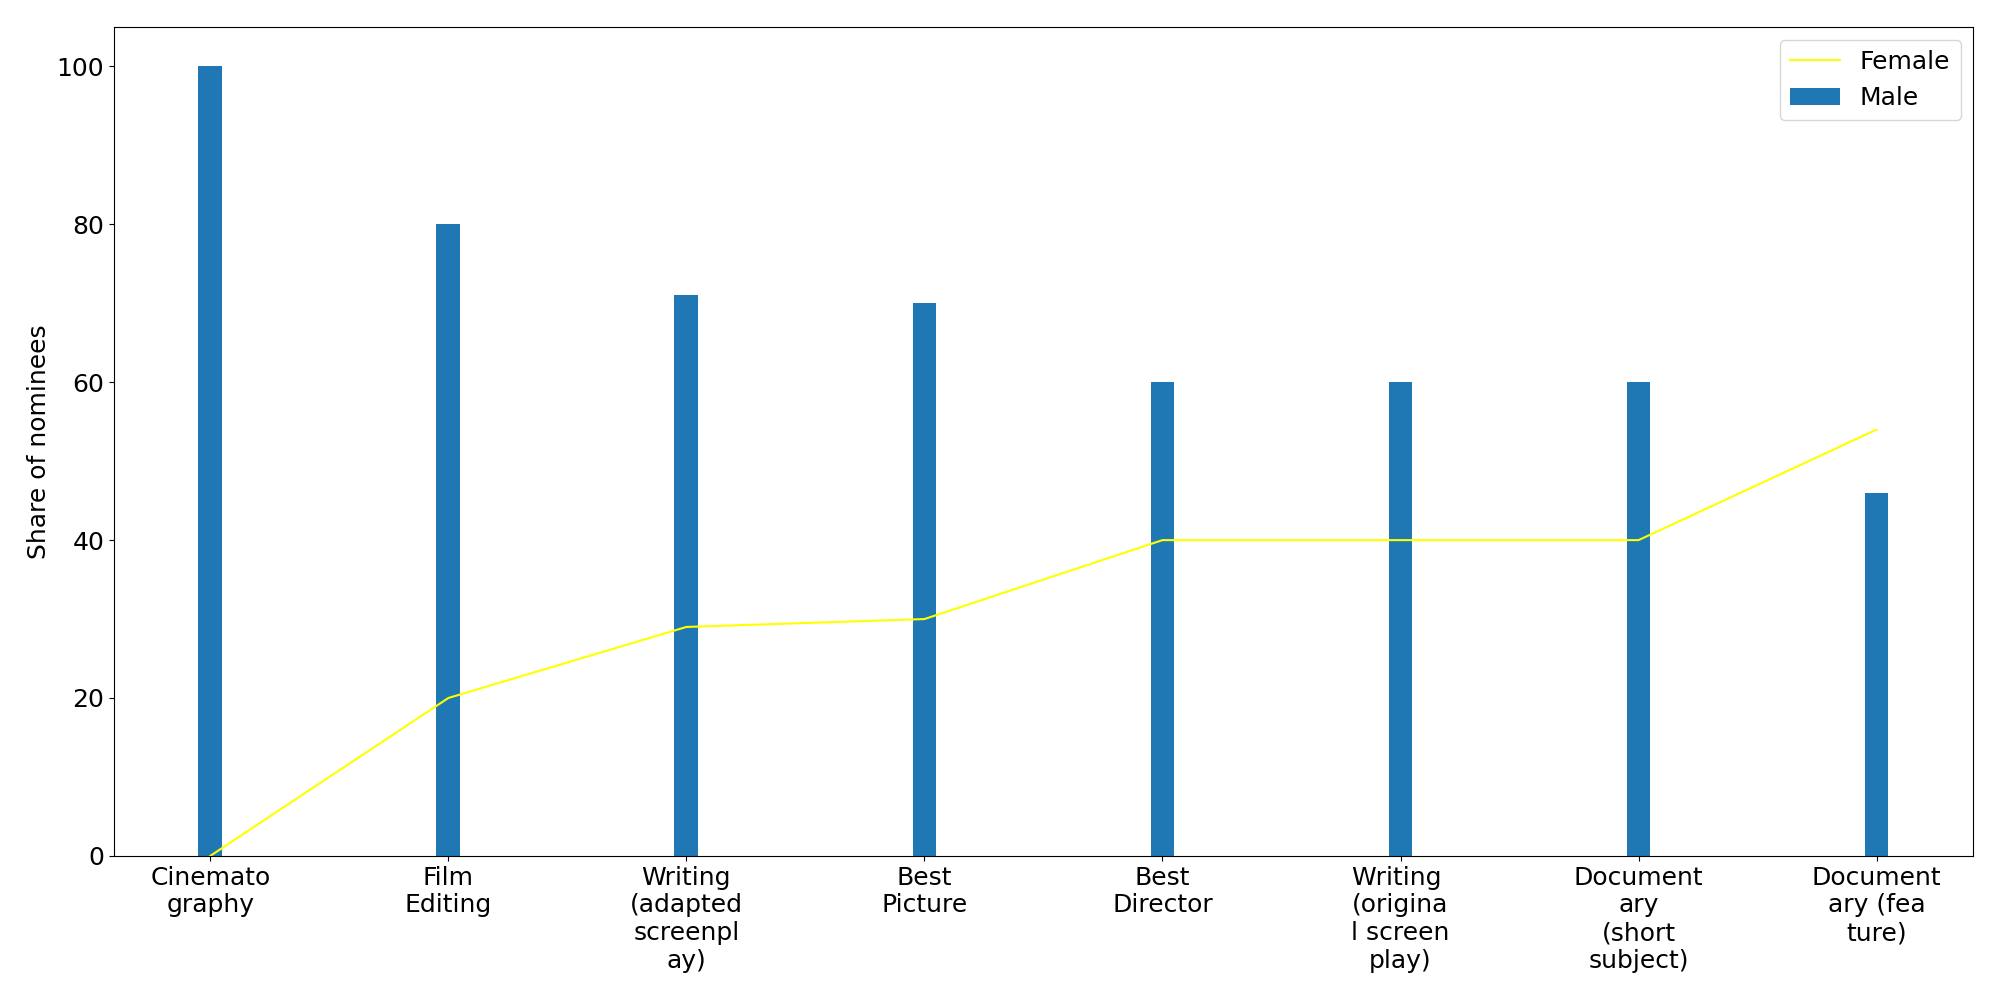 Female
Male
Share of nominees
100
80
60
40
20
0
Cinemato
graphy
Film
Editing
Writing
(adapted
screenpl
ay)
Best
Picture
Best
Director
Writing
(origina
l screen
play)
Document
ary
(short
subject)
Document
ary (fea
ture)